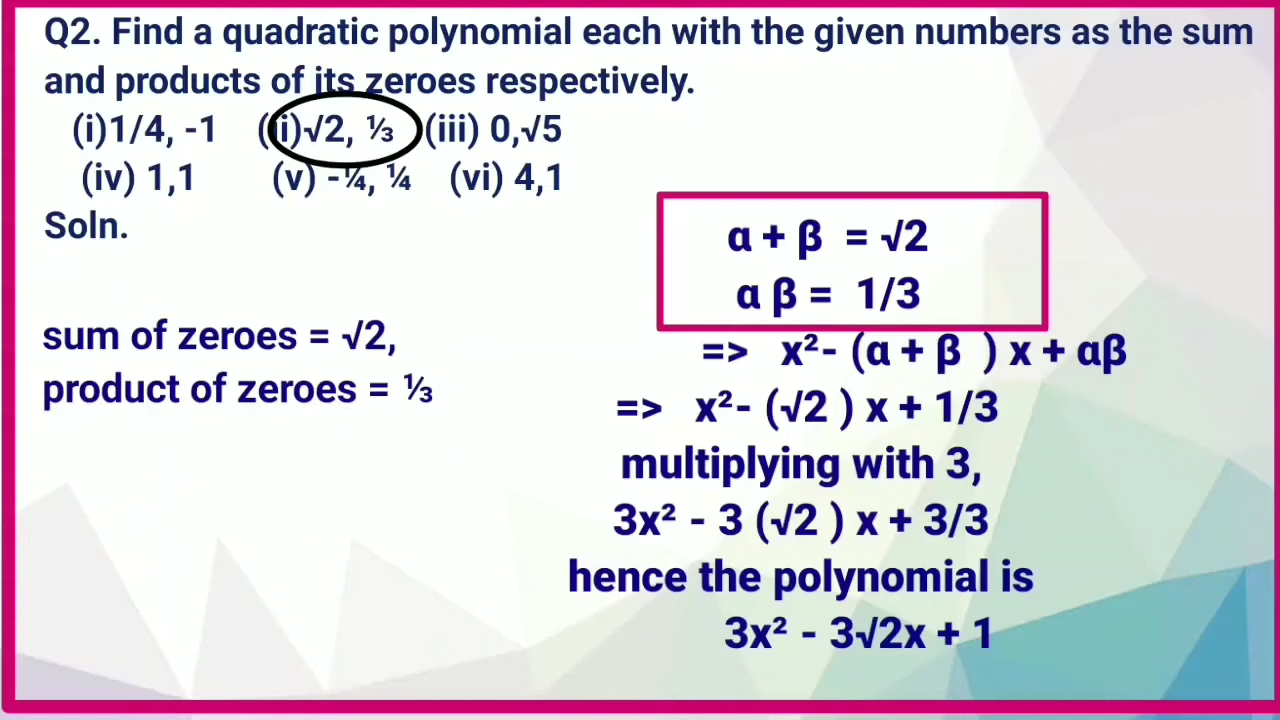 Q2. Find a quadratic polynomial each with the given numbers as the sum
and products of its zeroes respectively.
(i)1/4, -1 (ii)√2, ⅓ (iii) 0,√5
(iv) 1,1 (v) -¼, ¼ (vi) 4,1
Soln.
sum of zeroes = √2,
product of zeroes = ⅓
α + β = √2
α β = 1/3
=> x²- (α + β ) x + αβ
=> x²- (√2 ) x + 1/3
multiplying with 3,
3x² - 3 (√2 ) x + 3/3
hence the polynomial is
3x² - 3√2x + 1